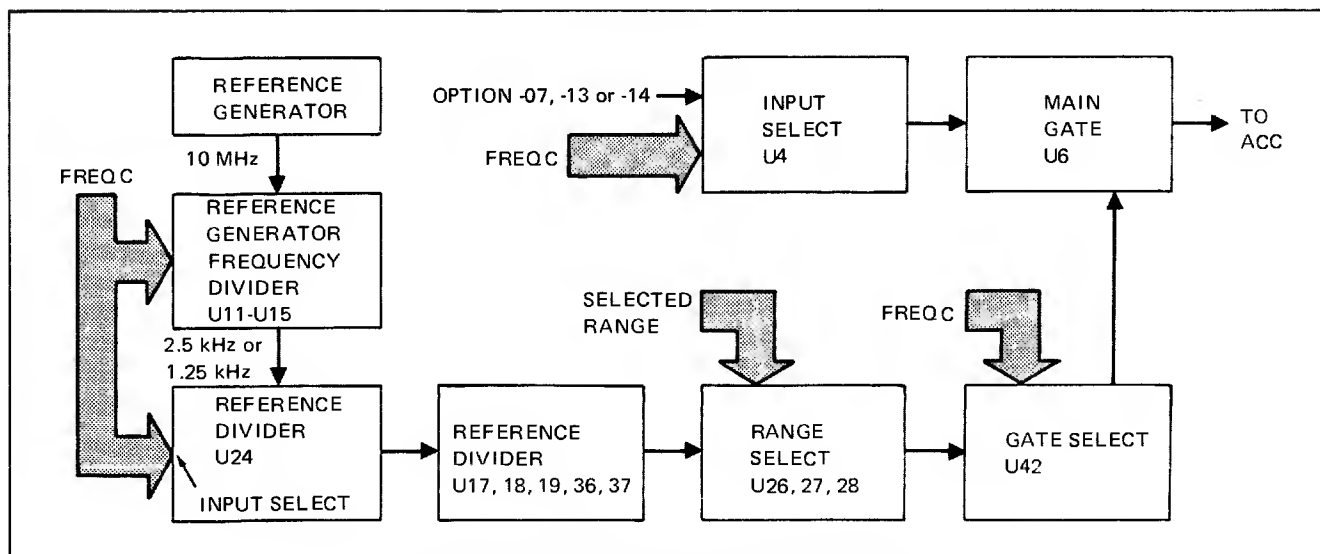 REFERENCE
GENERATOR
10 MHz
FREQ C
REFERENCE
GENERATOR
FREQUENCY
DIVIDER
U11-U15
2.5 kHz or
1.25 kHz
REFERENCE
DIVIDER
U24
INPUT SELECT
REFERENCE
DIVIDER
U17, 18, 19, 36, 37
OPTION -07, -13 or -14
FREQ C
INPUT
SELECT
U4
MAIN
GATE
U6
TO
ACC
SELECTED
RANGE
RANGE
SELECT
U26, 27, 28
FREQ C
GATE SELECT
U42